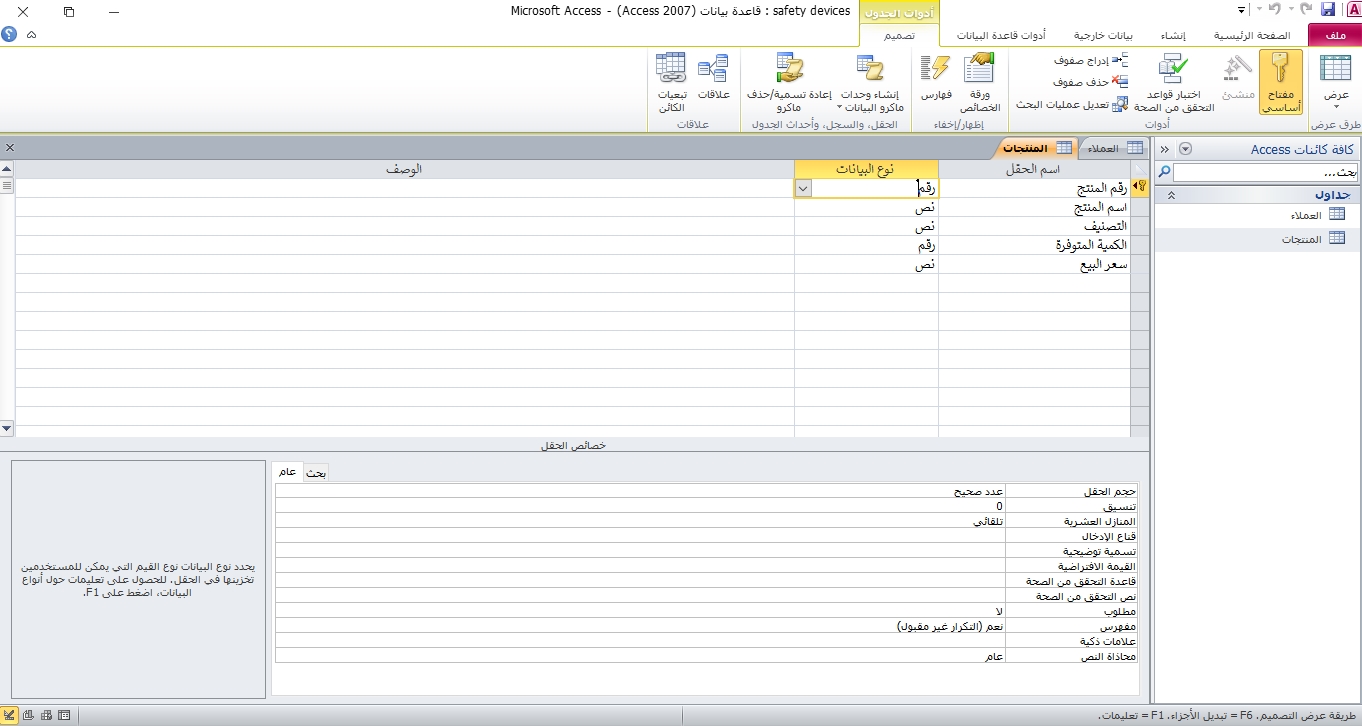 safety devices : قاعدة بيانات (Access 2007) - Microsoft Access
أدوات الجدول
ملف
الصفحة الرئيسية
إنشاء
بيانات خارجية
أدوات قاعدة البيانات
تصميم
عرض
مفتاح
أساسي
منشئ
اختبار قواعد
التحقق من الصحة
إدراج صفوف
حذف صفوف
تعديل عمليات البحث
ورقة
الخصائص
فهارس
إنشاء وحدات
ماكرو البيانات
إعادة تسمية/حذف
ماكرو
علاقات
تبعيات
الكائن
طرق عرض
أدوات
إظهار/إخفاء
الحقل، والسجل، وأحداث الجدول
علاقات
كافة كائنات Access
بحث...
جداول
العملاء
المنتجات
العملاء
المنتجات
اسم الحقل نوع البيانات الوصف
رقم المنتج رقم
اسم المنتج نص
التصنيف نص
الكمية المتوفرة رقم
سعر البيع نص
خصائص الحقل
عام بحث
حجم الحقل عدد صحيح
تنسيق 0
المنازل العشرية تلقائي
قناع الإدخال
تسمية توضيحية
القيمة الافتراضية
قاعدة التحقق من الصحة
نص التحقق من الصحة
مطلوب لا
مفهرس نعم (التكرار غير مقبول)
علامات ذكية
محاذاة النص عام
يحدد نوع البيانات نوع القيم التي يمكن للمستخدمين
تخزينها في الحقل. للحصول على تعليمات حول أنواع
البيانات، اضغط على F1.
طريقة عرض التصميم. F6 = تبديل الأجزاء. F1 = تعليمات.